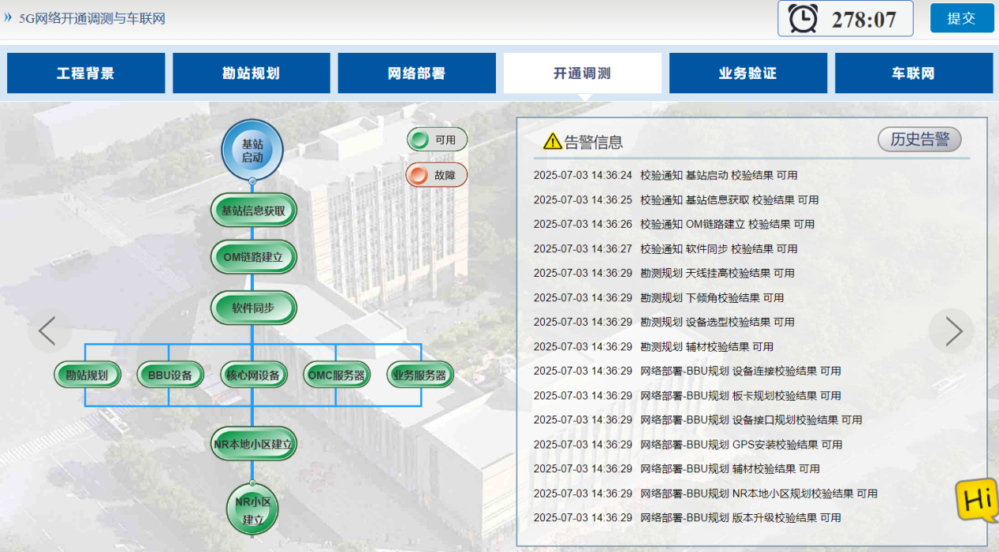 5G网络开通调测与车联网
278:07
提交
工程背景
勘站规划
网络部署
开通调测
业务验证
车联网
基站
启动
可用
故障
基站信息获取
OM链路建立
软件同步
勘站规划
BBU设备
核心网设备
OMC服务器
业务服务器
NR本地小区建立
NR小区
建立
告警信息
历史告警
2025-07-03 14:36:24 校验通知 基站启动 校验结果 可用
2025-07-03 14:36:25 校验通知 基站信息获取 校验结果 可用
2025-07-03 14:36:26 校验通知 OM链路建立 校验结果 可用
2025-07-03 14:36:27 校验通知 软件同步 校验结果 可用
2025-07-03 14:36:29 勘测规划 天线挂高校验结果 可用
2025-07-03 14:36:29 勘测规划 下倾角校验结果 可用
2025-07-03 14:36:29 勘测规划 设备选型校验结果 可用
2025-07-03 14:36:29 勘测规划 辅材校验结果 可用
2025-07-03 14:36:29 网络部署-BBU规划 设备连接校验结果 可用
2025-07-03 14:36:29 网络部署-BBU规划 板卡规划校验结果 可用
2025-07-03 14:36:29 网络部署-BBU规划 设备接口规划校验结果 可用
2025-07-03 14:36:29 网络部署-BBU规划 GPS安装校验结果 可用
2025-07-03 14:36:29 网络部署-BBU规划 辅材校验结果 可用
2025-07-03 14:36:29 网络部署-BBU规划 NR本地小区规划校验结果 可用
2025-07-03 14:36:29 网络部署-BBU规划 版本升级校验结果 可用
Hi